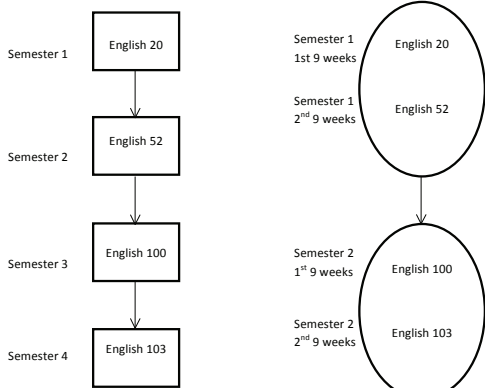 Semester 1
English 20
Semester 2
English 52
Semester 3
English 100
Semester 4
English 103
Semester 1
1st 9 weeks
English 20
Semester 1
2nd 9 weeks
English 52
Semester 2
1st 9 weeks
English 100
Semester 2
2nd 9 weeks
English 103